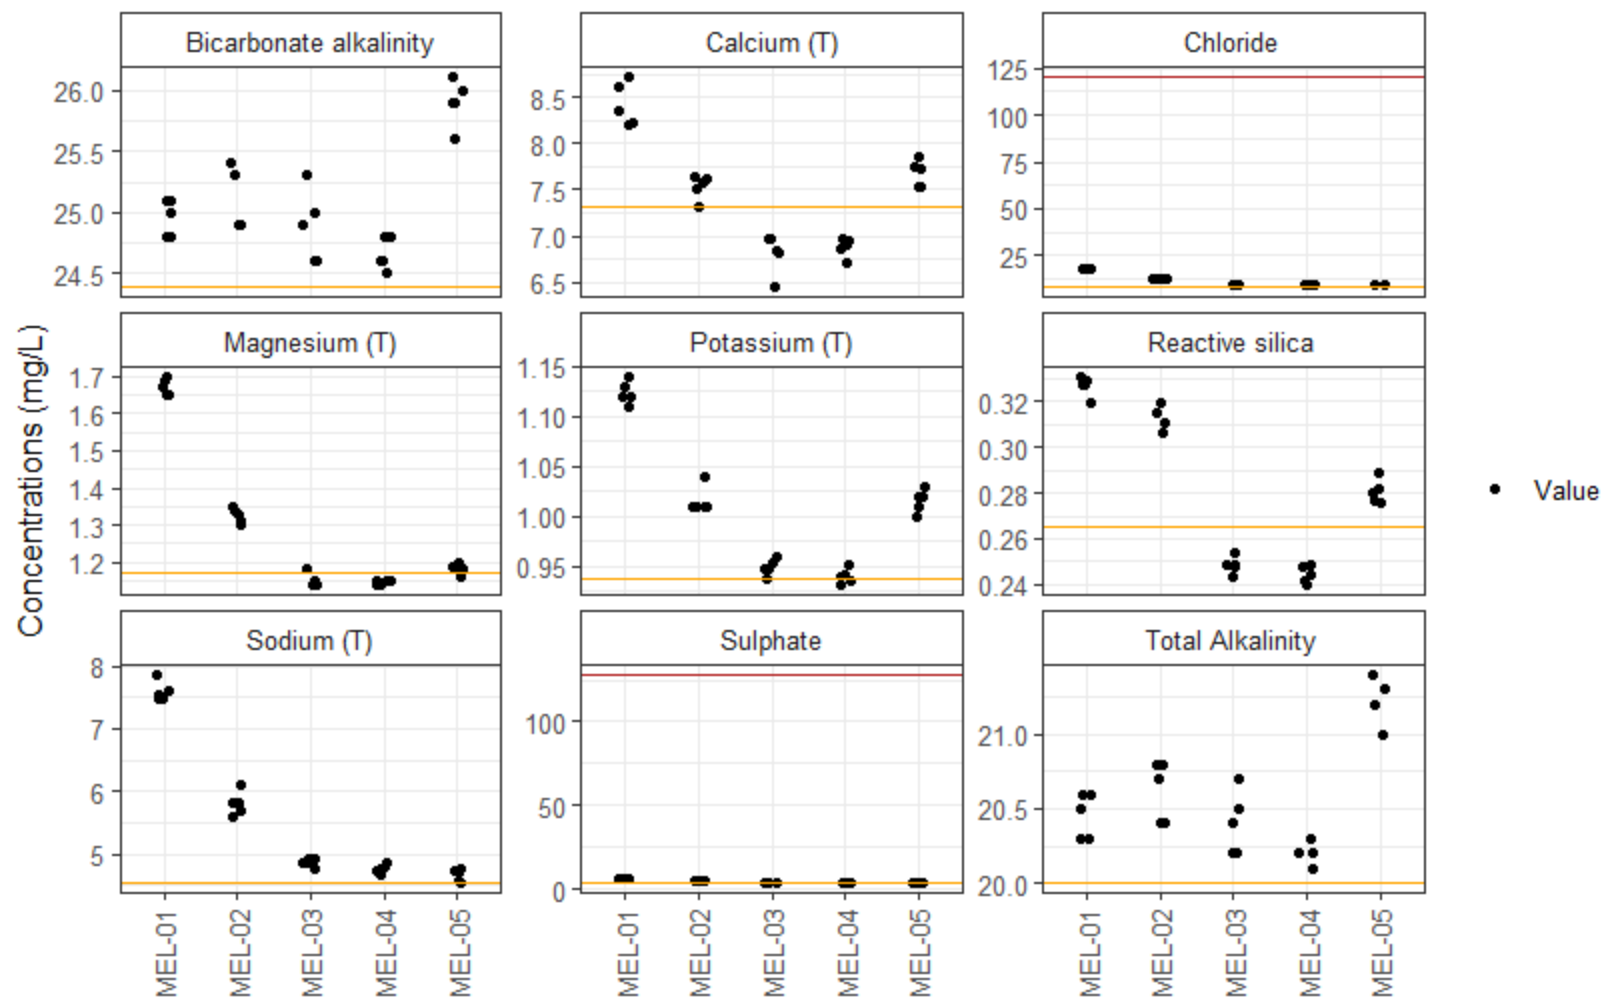 Bicarbonate alkalinity
Calcium (T)
Chloride
26.0
25.5
25.0
24.5
8.5
8.0
7.5
7.0
6.5
125
100
75
50
25
Magnesium (T)
Potassium (T)
Reactive silica
1.7
1.6
1.5
1.4
1.3
1.2
1.15
1.10
1.05
1.00
0.95
0.32
0.30
0.28
0.26
0.24
Sodium (T)
Sulphate
Total Alkalinity
8
7
6
5
100
50
0
21.0
20.5
20.0
MEL-01
MEL-02
MEL-03
MEL-04
MEL-05
MEL-01
MEL-02
MEL-03
MEL-04
MEL-05
MEL-01
MEL-02
MEL-03
MEL-04
MEL-05
Concentrations (mg/L)
Value